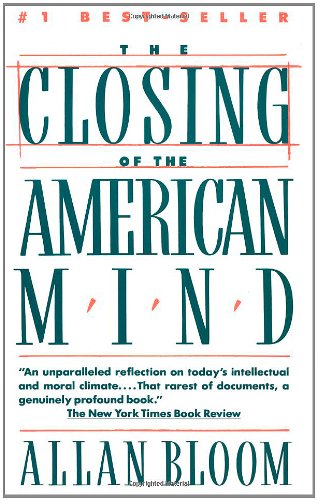 #1 BEST SELLER
THE
CLOSING
OF THE
AMERICAN
M'I'N'D
“An unparalleled reflection on today’s intellectual
and moral climate....That rarest of documents, a
genuinely profound book.”
The New York Times Book Review
ALLAN BLOOM